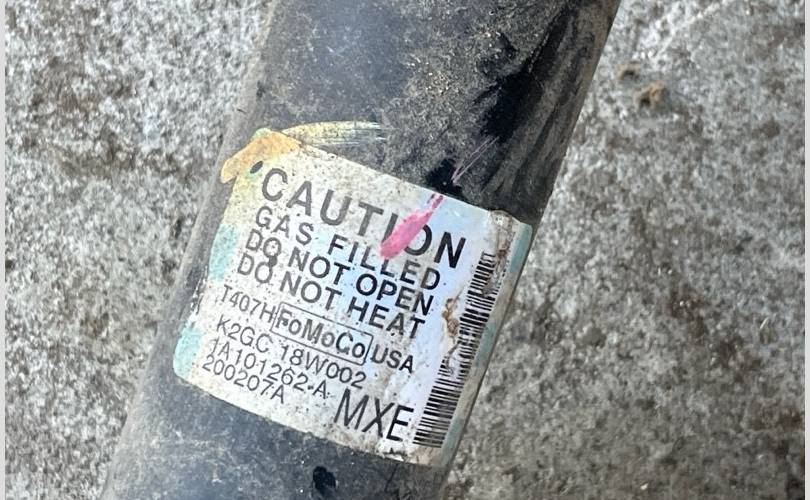 CAUTION
GAS FILLED
DO NOT OPEN
DO NOT HEAT
T407H FoMoCo USA
K2GC 18W002
1A101262-A
200207A MXE